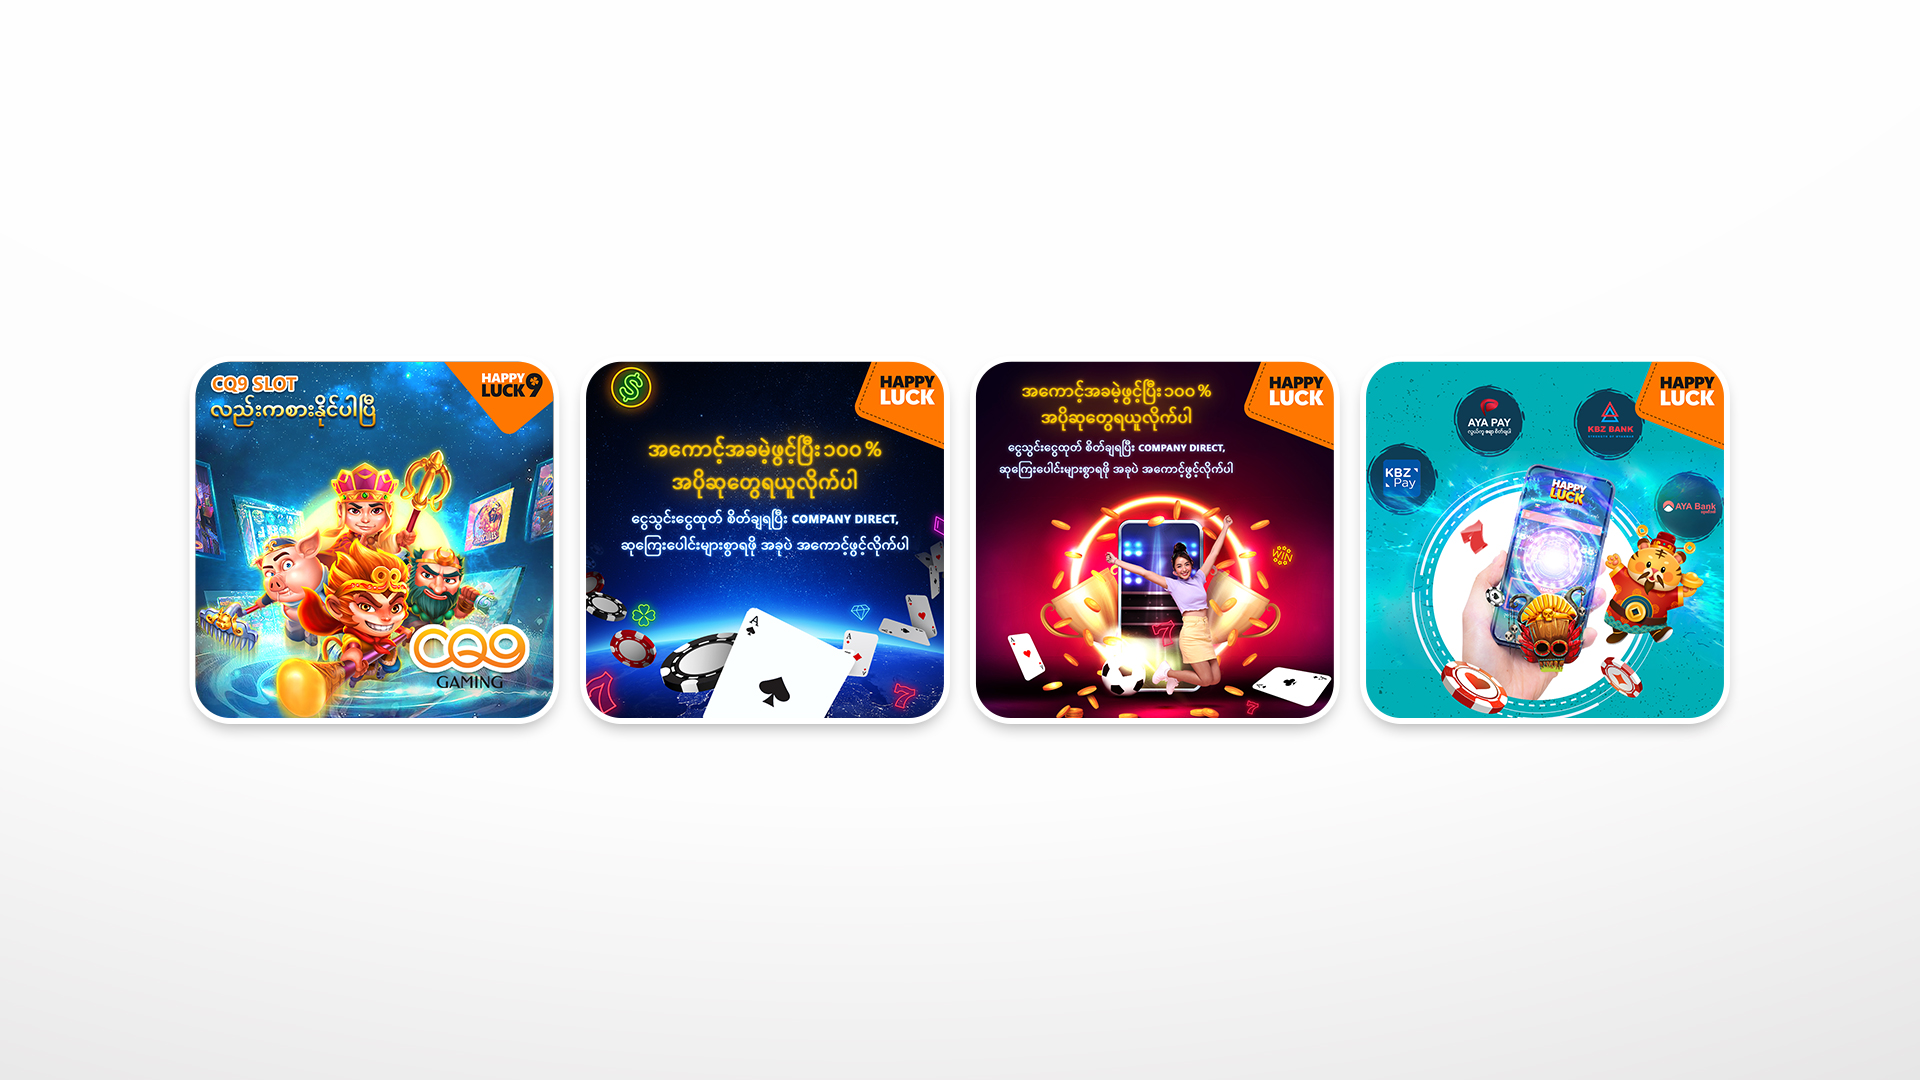 CQ9 SLOT
လည်းကစားနိုင်ပါပြီ
HAPPY
LUCK9
CQ9
GAMING
HAPPY
LUCK
အကောင့်အခမဲ့ဖွင့်ပြီး ၁၀၀ %
အပိုဆုတွေရယူလိုက်ပါ
ငွေသွင်းငွေထုတ် စိတ်ချရပြီး COMPANY DIRECT,
ဆုကြေးပေါင်းများစွာရဖို့ အခုပဲ အကောင့်ဖွင့်လိုက်ပါ
A
A
7
7
HAPPY
LUCK
အကောင့်အခမဲ့ဖွင့်ပြီး ၁၀၀ %
အပိုဆုတွေရယူလိုက်ပါ
ငွေသွင်းငွေထုတ် စိတ်ချရပြီး COMPANY DIRECT,
ဆုကြေးပေါင်းများစွာရဖို့ အခုပဲ အကောင့်ဖွင့်လိုက်ပါ
WIN
7
7
HAPPY
LUCK
AYA PAY
KBZ BANK
KBZ
Pay
AYA Bank
HAPPY
LUCK
7